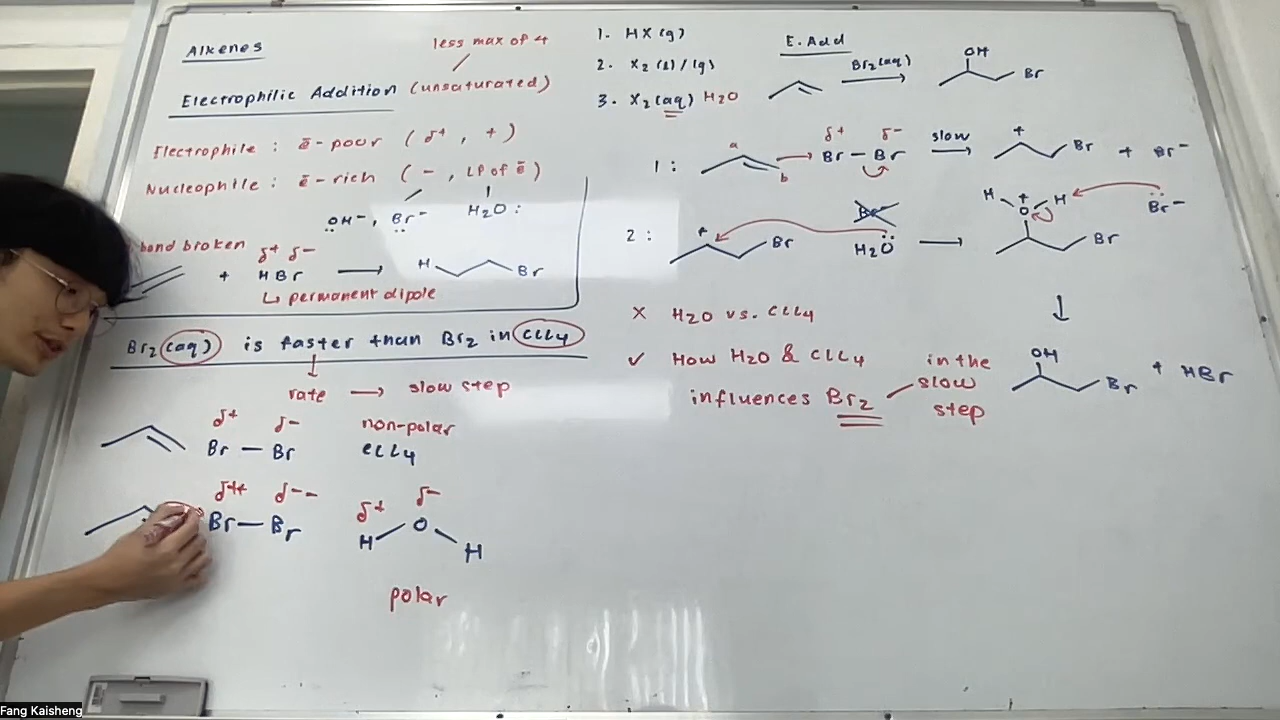 Alkenes
less max of 4
Electrophilic Addition (unsaturated)
Electrophile : ē-poor ( δ+ , + )
Nucleophile : ē-rich ( - , LP of ē )
OH⁻ , Br⁻ H₂O :
bond broken δ+ δ-
+ HBr → H Br
↳ permanent dipole
Br₂ (aq) is faster than Br₂ in CCl₄
rate → slow step
δ+ δ- non-polar
Br — Br CCl₄
δ++ δ-- δ+ δ-
Br — Br H O H
polar
1. HX (g)
2. X₂ (l) / (g)
3. X₂ (aq) H₂O
E. Add
Br₂(aq) → OH Br
1 : a b δ+ δ- Br — Br slow → + Br + Br⁻
2 : + Br Br⁻ H₂O → H + H O Br Br⁻
↓
OH Br + HBr
× H₂O vs. CCl₄
✓ How H₂O & CCl₄
influences Br₂
in the
slow
step
Fang Kaisheng